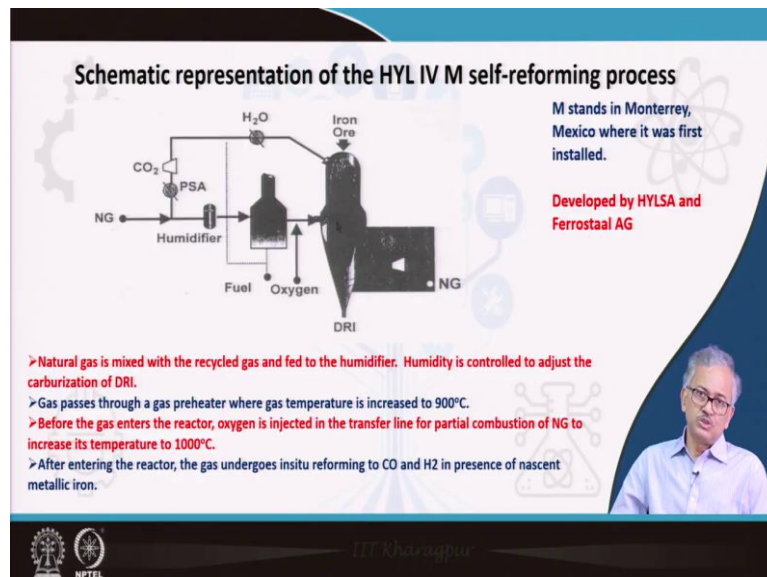 Schematic representation of the HYL IV M self-reforming process
M stands in Monterrey,
Mexico where it was first
installed.
Developed by HYLSA and
Ferrostaal AG
H₂O
Iron
Ore
CO₂
PSA
NG
Humidifier
Fuel
Oxygen
NG
DRI
➢Natural gas is mixed with the recycled gas and fed to the humidifier. Humidity is controlled to adjust the
carburization of DRI.
➢Gas passes through a gas preheater where gas temperature is increased to 900°C.
➢Before the gas enters the reactor, oxygen is injected in the transfer line for partial combustion of NG to
increase its temperature to 1000°C.
➢After entering the reactor, the gas undergoes insitu reforming to CO and H2 in presence of nascent
metallic iron.
IIT Kharagpur
NPTEL